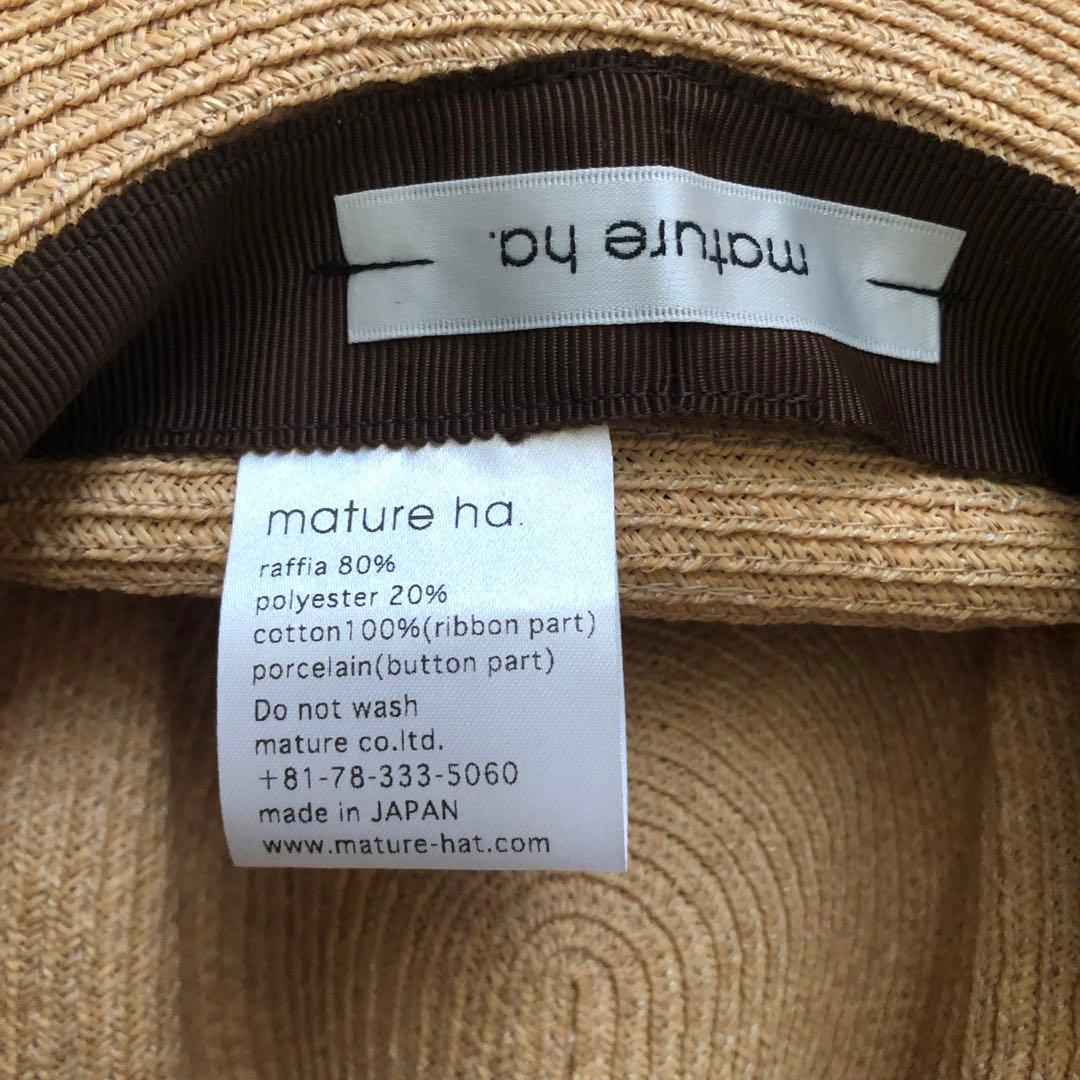 mature ha.
mature ha.
raffia 80%
polyester 20%
cotton100%(ribbon part)
porcelain(button part)
Do not wash
mature co.ltd.
+81-78-333-5060
made in JAPAN
www.mature-hat.com